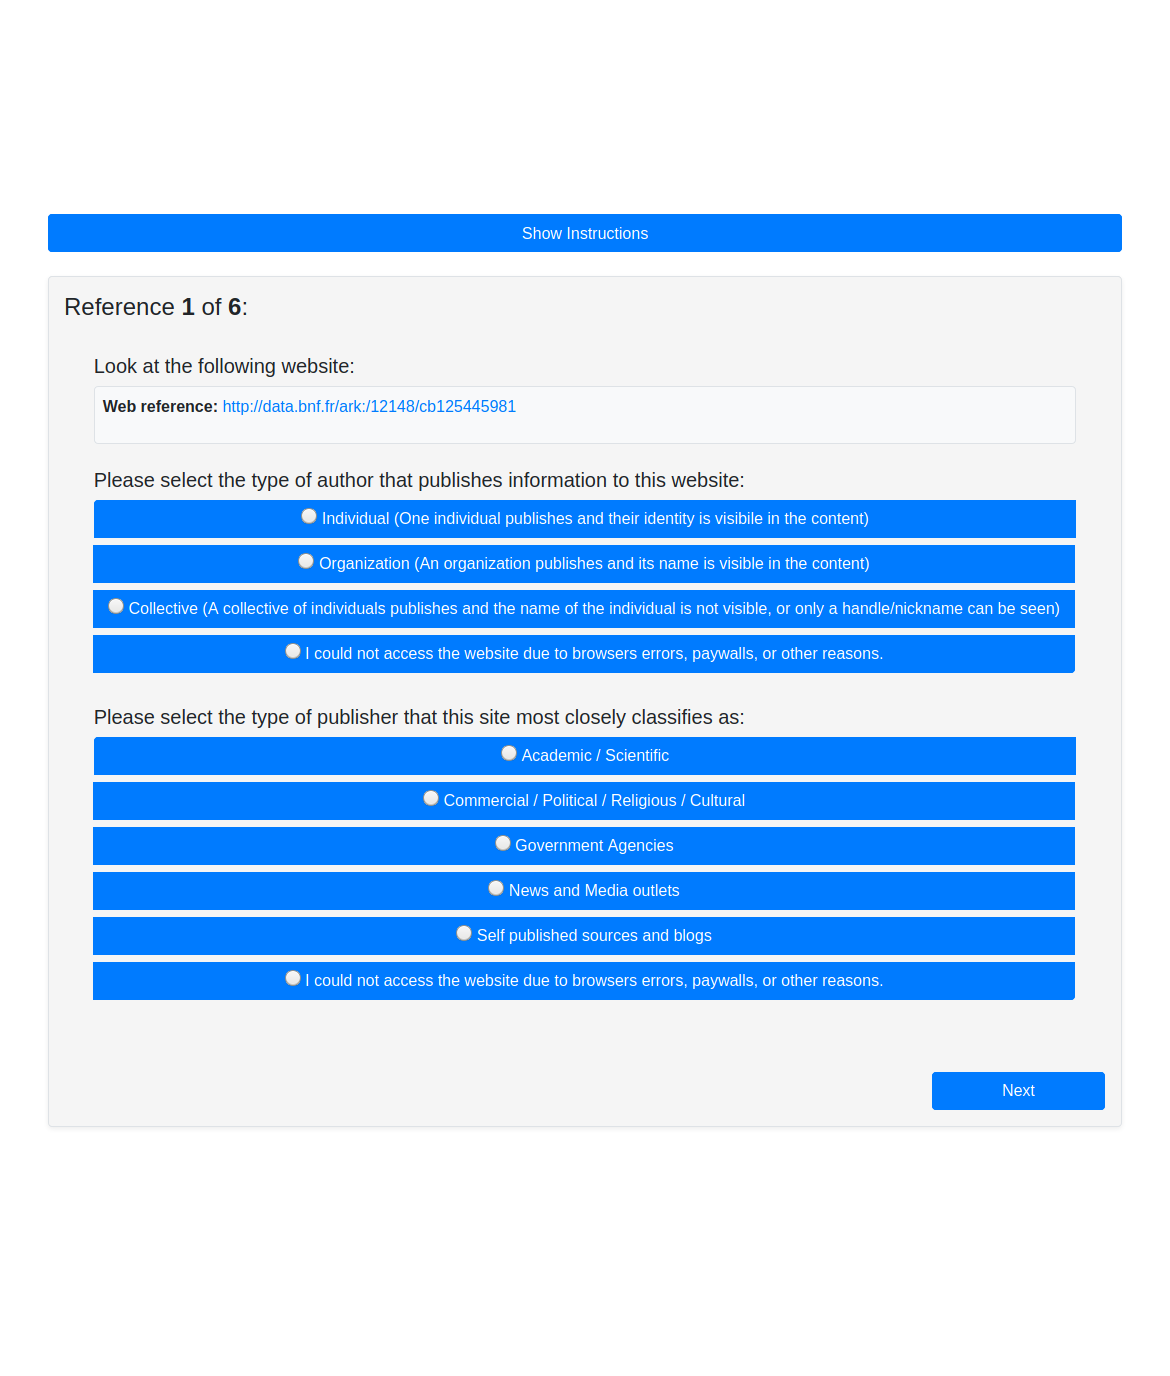 Show Instructions
Reference 1 of 6:
Look at the following website:
Web reference: http://data.bnf.fr/ark:/12148/cb125445981
Please select the type of author that publishes information to this website:
Individual (One individual publishes and their identity is visibile in the content)
Organization (An organization publishes and its name is visible in the content)
Collective (A collective of individuals publishes and the name of the individual is not visible, or only a handle/nickname can be seen)
I could not access the website due to browsers errors, paywalls, or other reasons.
Please select the type of publisher that this site most closely classifies as:
Academic / Scientific
Commercial / Political / Religious / Cultural
Government Agencies
News and Media outlets
Self published sources and blogs
I could not access the website due to browsers errors, paywalls, or other reasons.
Next